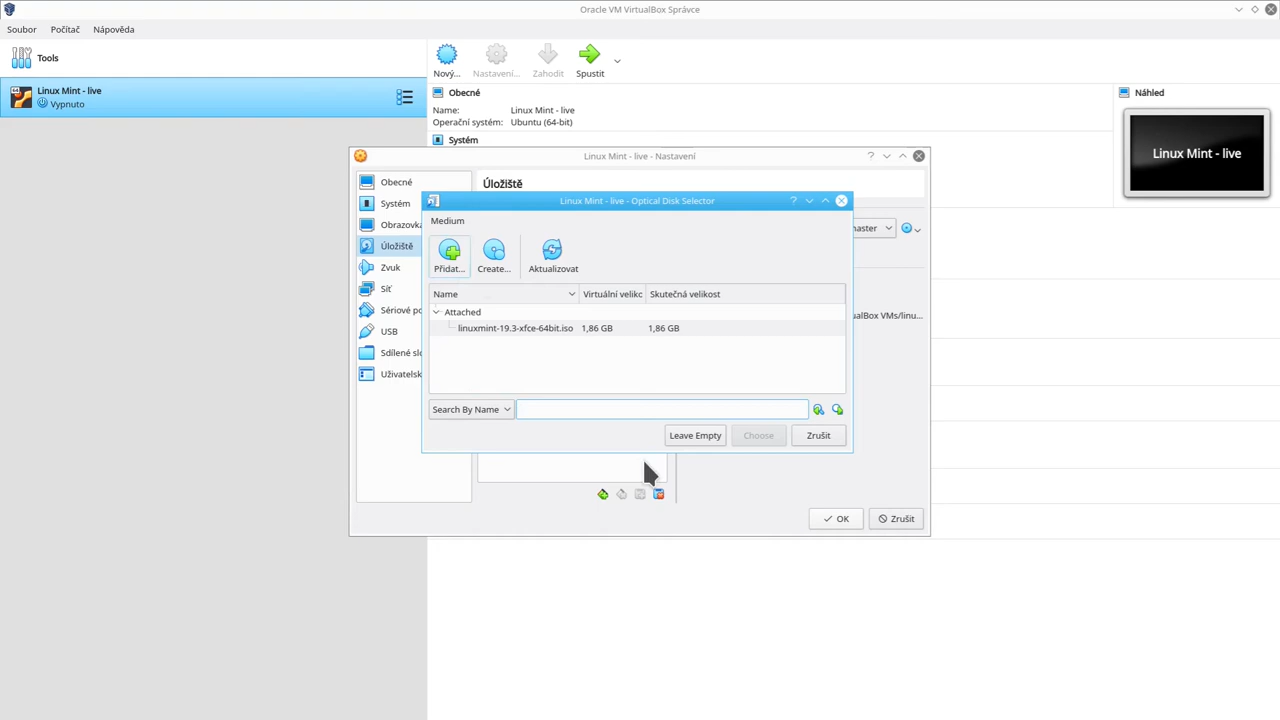 Oracle VM VirtualBox Správce
Soubor Počítač Nápověda
Tools
Nový... Nastavení... Zahodit Spustit
Linux Mint - live
Vypnuto
Obecné
Name: Linux Mint - live
Operační systém: Ubuntu (64-bit)
Systém
Náhled
Linux Mint - live
Linux Mint - live - Nastavení
Obecné
Systém
Obrazovka
Úložiště
Zvuk
Síť
Sériové po
USB
Sdílené slo
Uživatelsk
Úložiště
aster
ualBox VMs/linu...
Linux Mint - live - Optical Disk Selector
Medium
Přidat... Create... Aktualizovat
Name Virtuální velikc Skutečná velikost
Attached
linuxmint-19.3-xfce-64bit.iso 1,86 GB 1,86 GB
Search By Name
Leave Empty Choose Zrušit
OK Zrušit